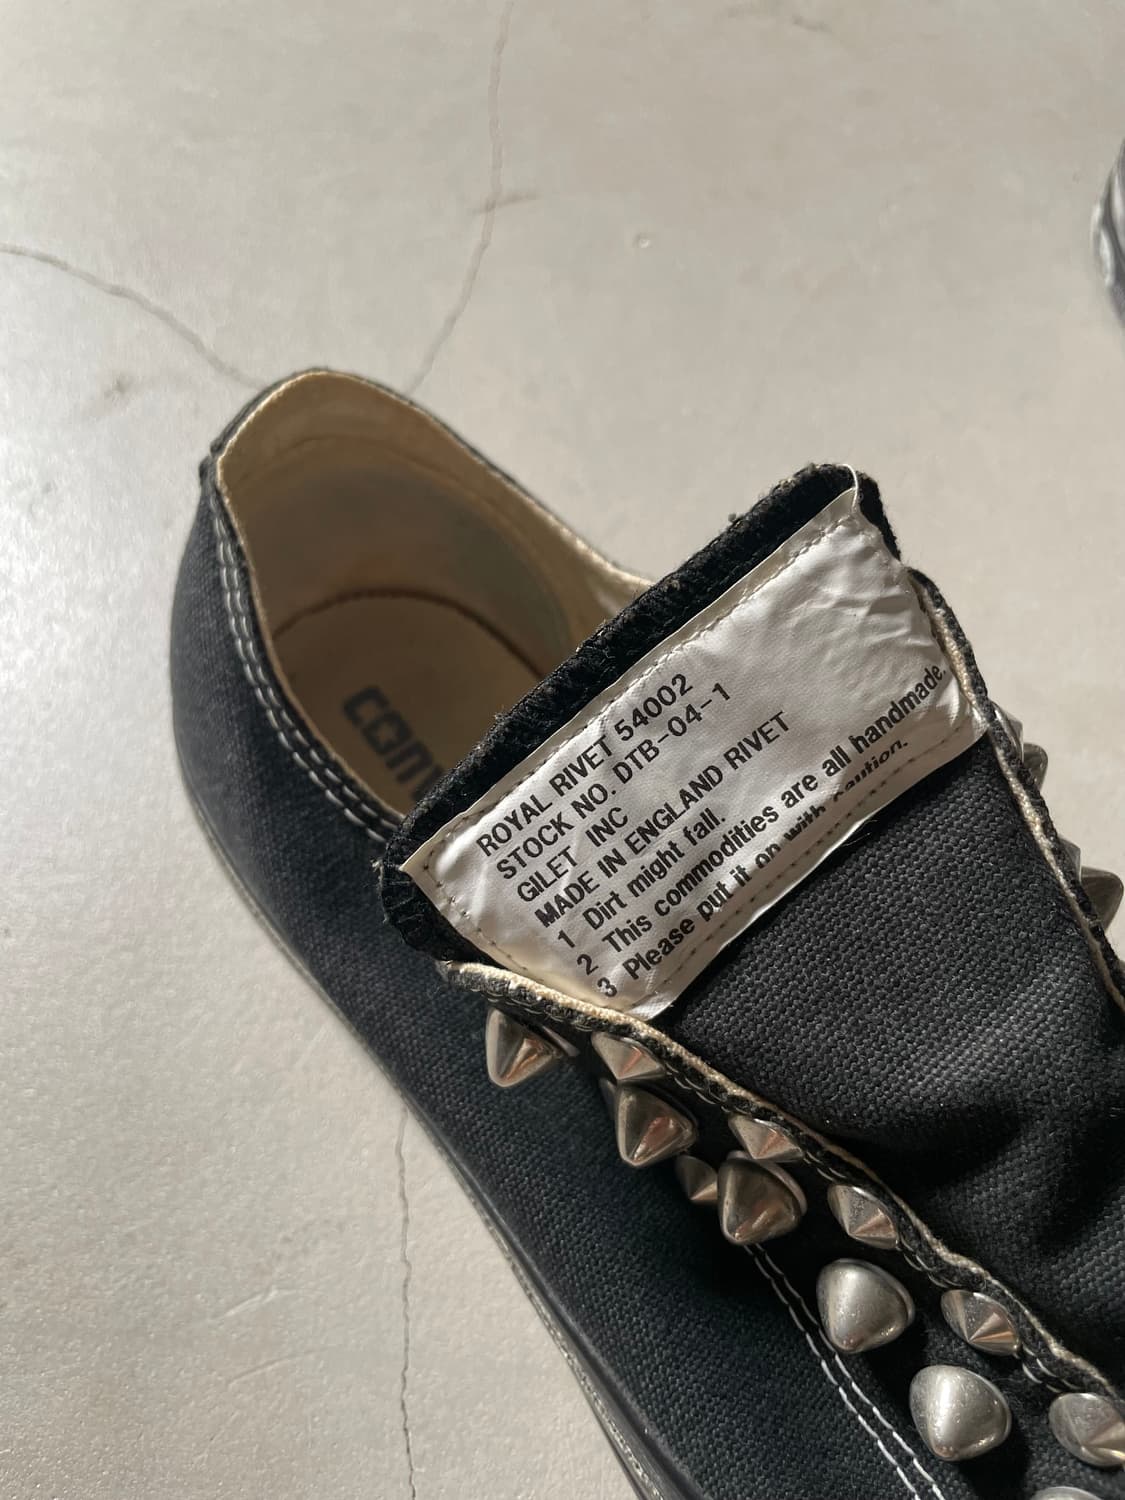 ROYAL RIVET 54002
STOCK NO. DTB-04-1
GILET INC
MADE IN ENGLAND RIVET
1 Dirt might fall.
2 This commodities are all handmade.
3 Please put it on with caution.
CONV